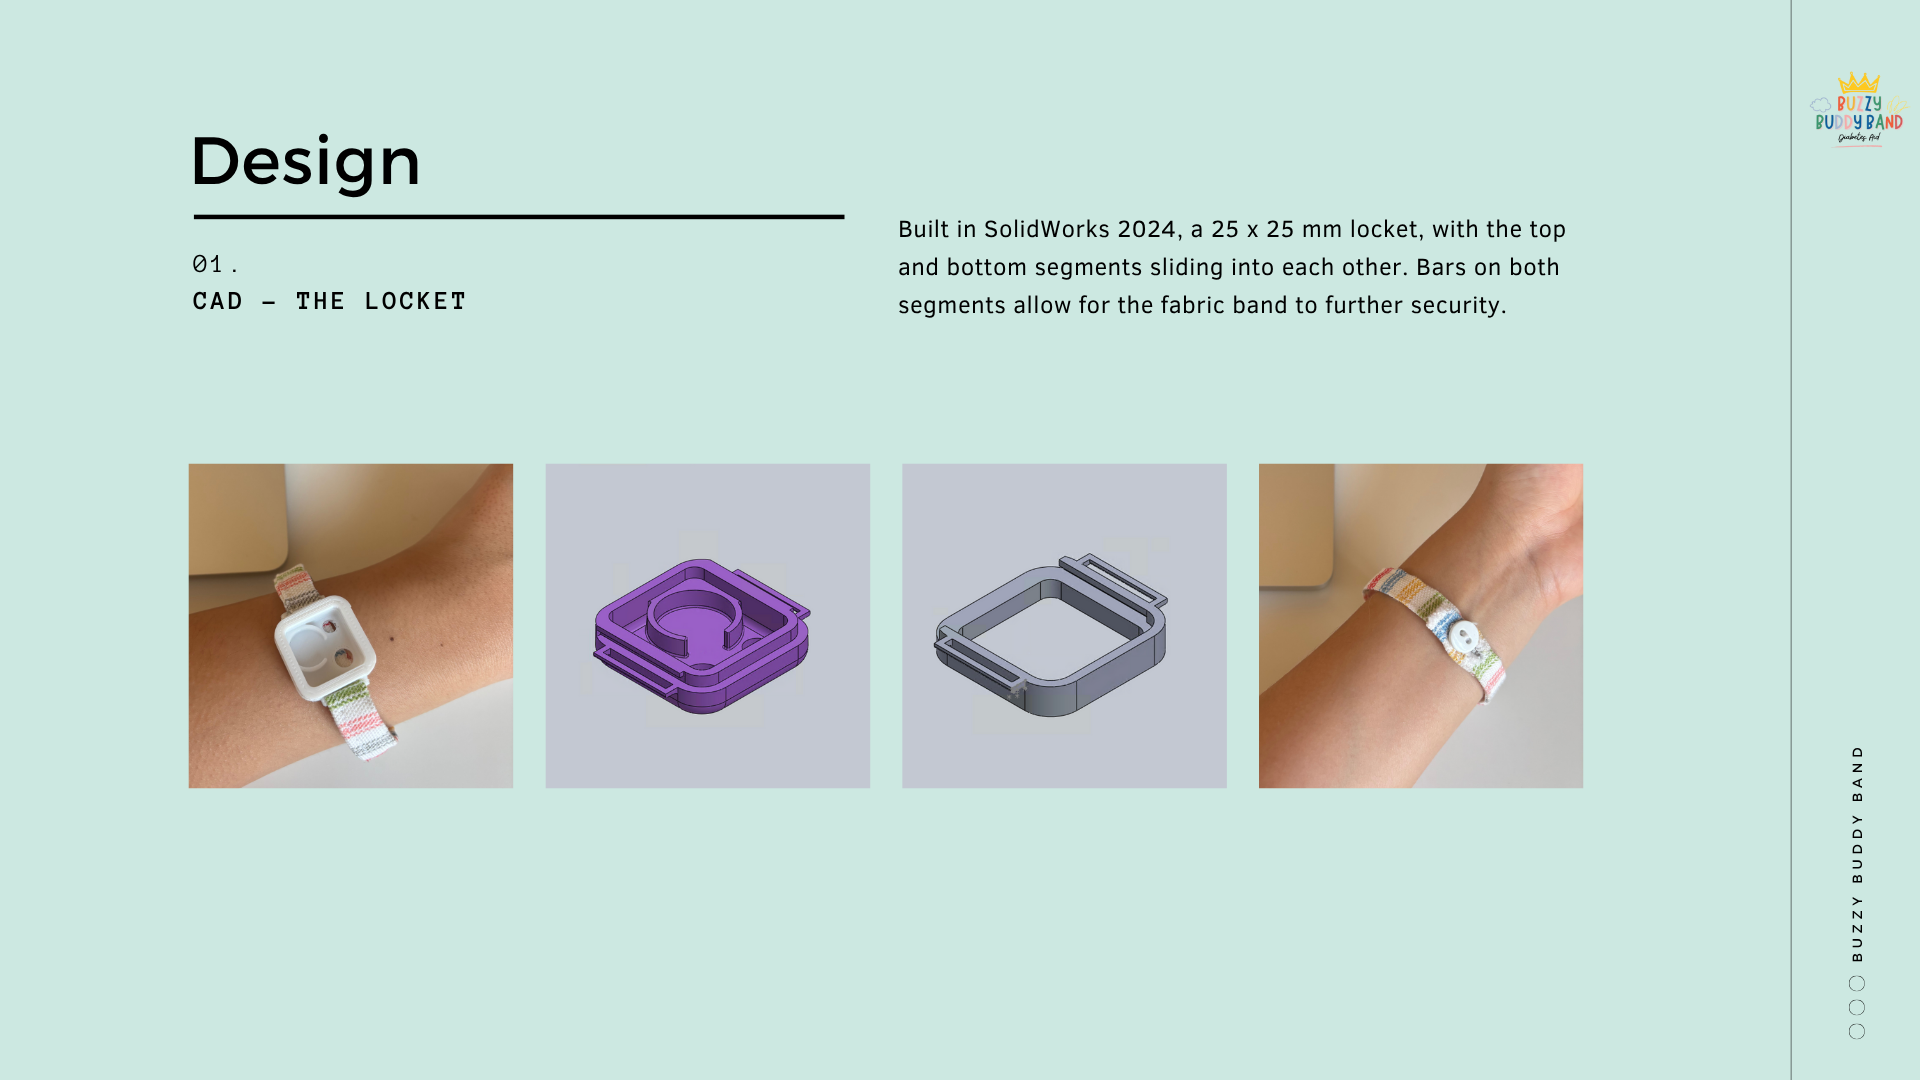 Design
01.
CAD – THE LOCKET
Built in SolidWorks 2024, a 25 x 25 mm locket, with the top
and bottom segments sliding into each other. Bars on both
segments allow for the fabric band to further security.
BUZZY
BUDDY BAND
Diabetes Aid
BUZZY BUDDY BAND